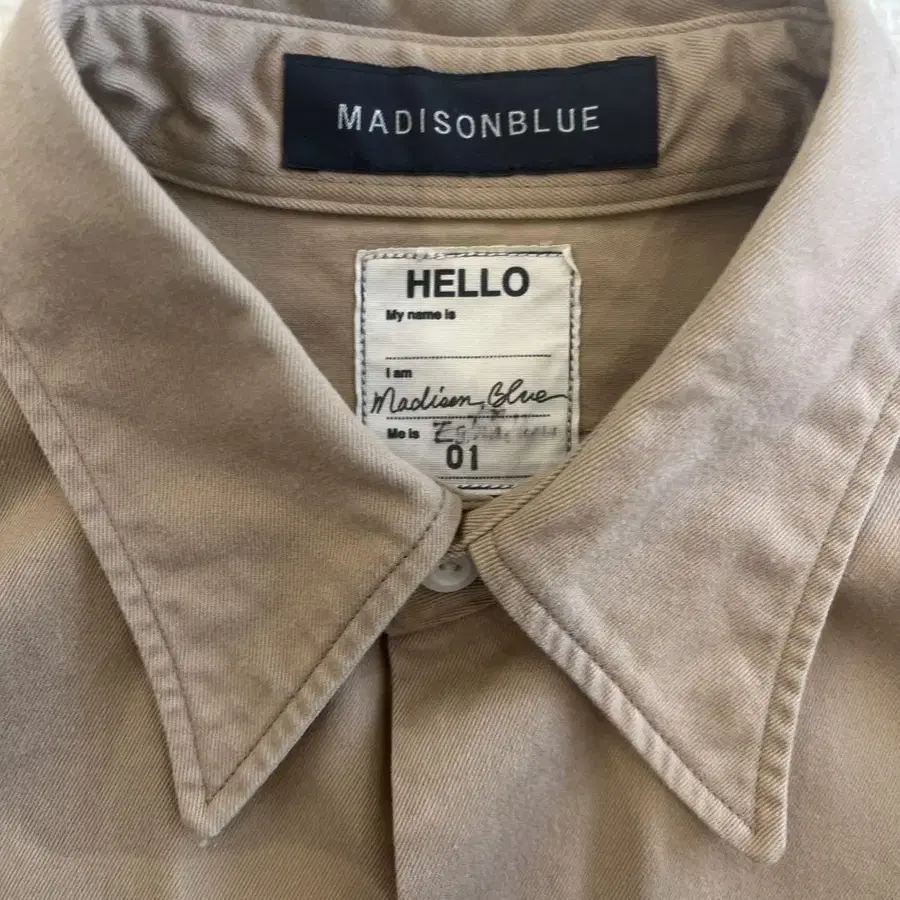 MADISONBLUE
HELLO
My name is
I am
Madison Blue
Me is
01